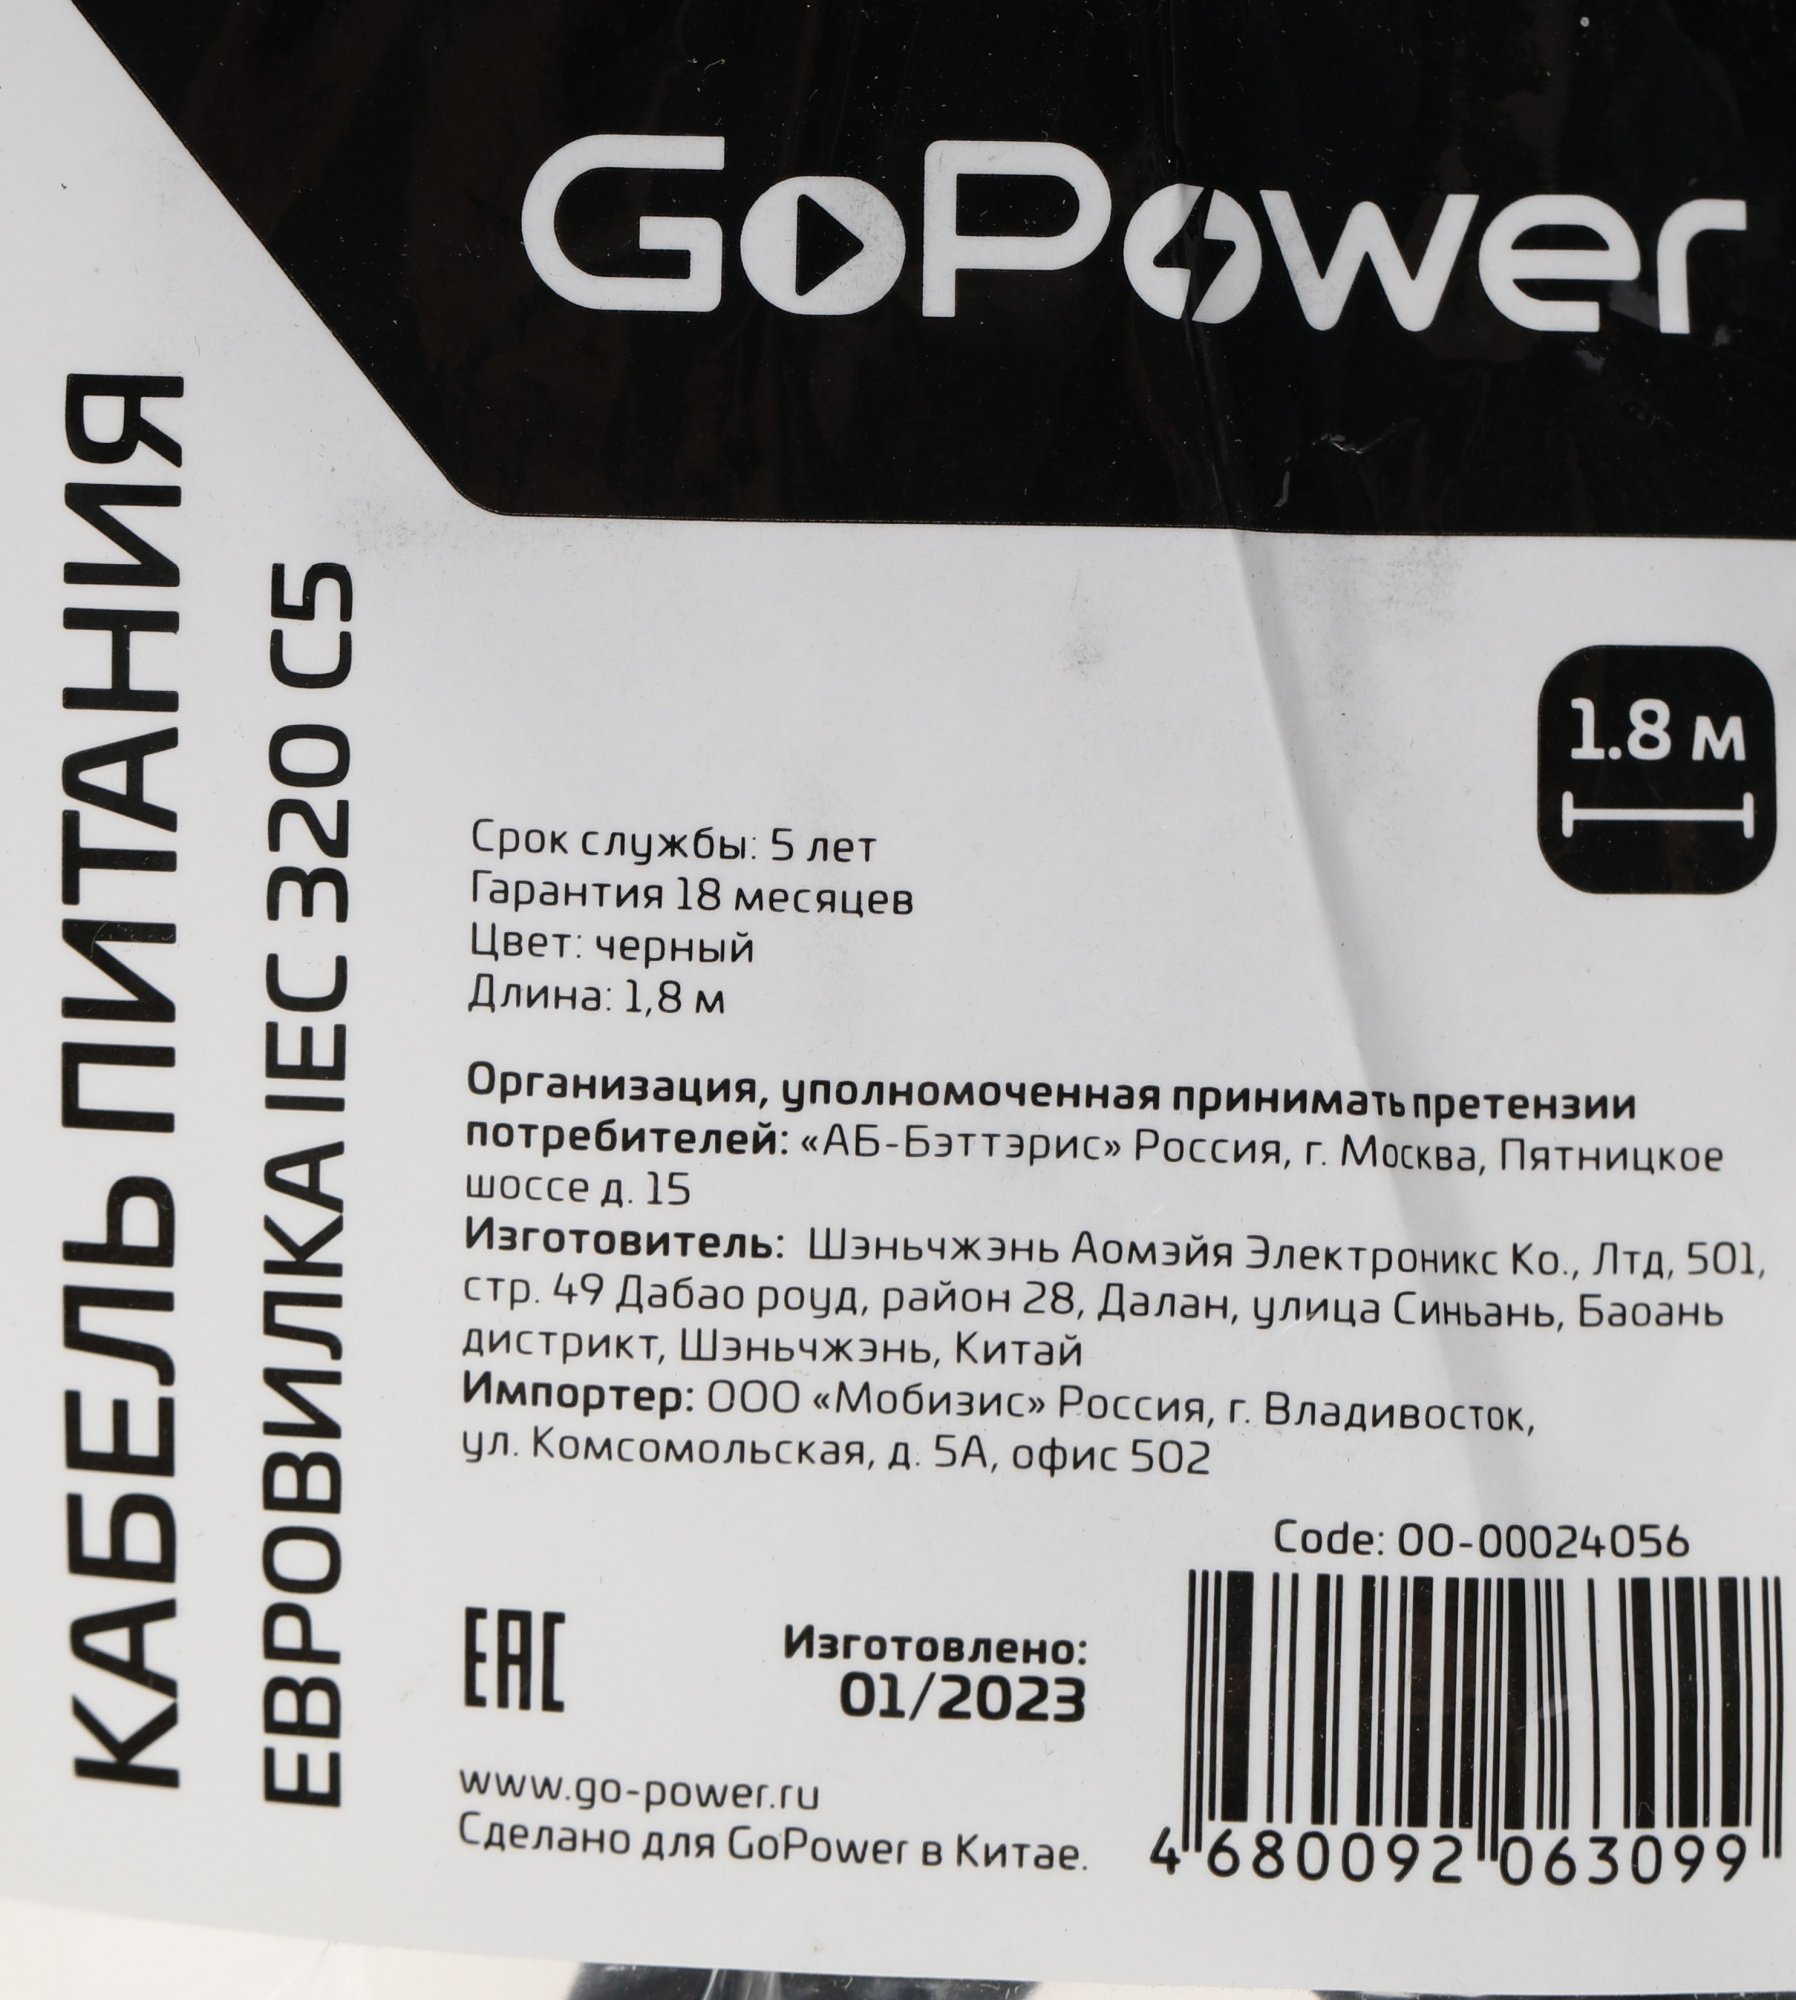 GoPower
КАБЕЛЬ ПИТАНИЯ
ЕВРОВИЛКА IEC 320 C5
1.8 м
Срок службы: 5 лет
Гарантия 18 месяцев
Цвет: черный
Длина: 1,8 м
Организация, уполномоченная принимать претензии
потребителей: «АБ-Бэттэрис» Россия, г. Москва, Пятницкое
шоссе д. 15
Изготовитель: Шэньчжэнь Аомэйя Электроникс Ко., Лтд, 501,
стр. 49 Дабао роуд, район 28, Далан, улица Синьань, Баоань
дистрикт, Шэньчжэнь, Китай
Импортер: ООО «Мобизис» Россия, г. Владивосток,
ул. Комсомольская, д. 5А, офис 502
Code: 00-00024056
EAC
Изготовлено:
01/2023
www.go-power.ru
Сделано для GoPower в Китае.
4 680092 063099